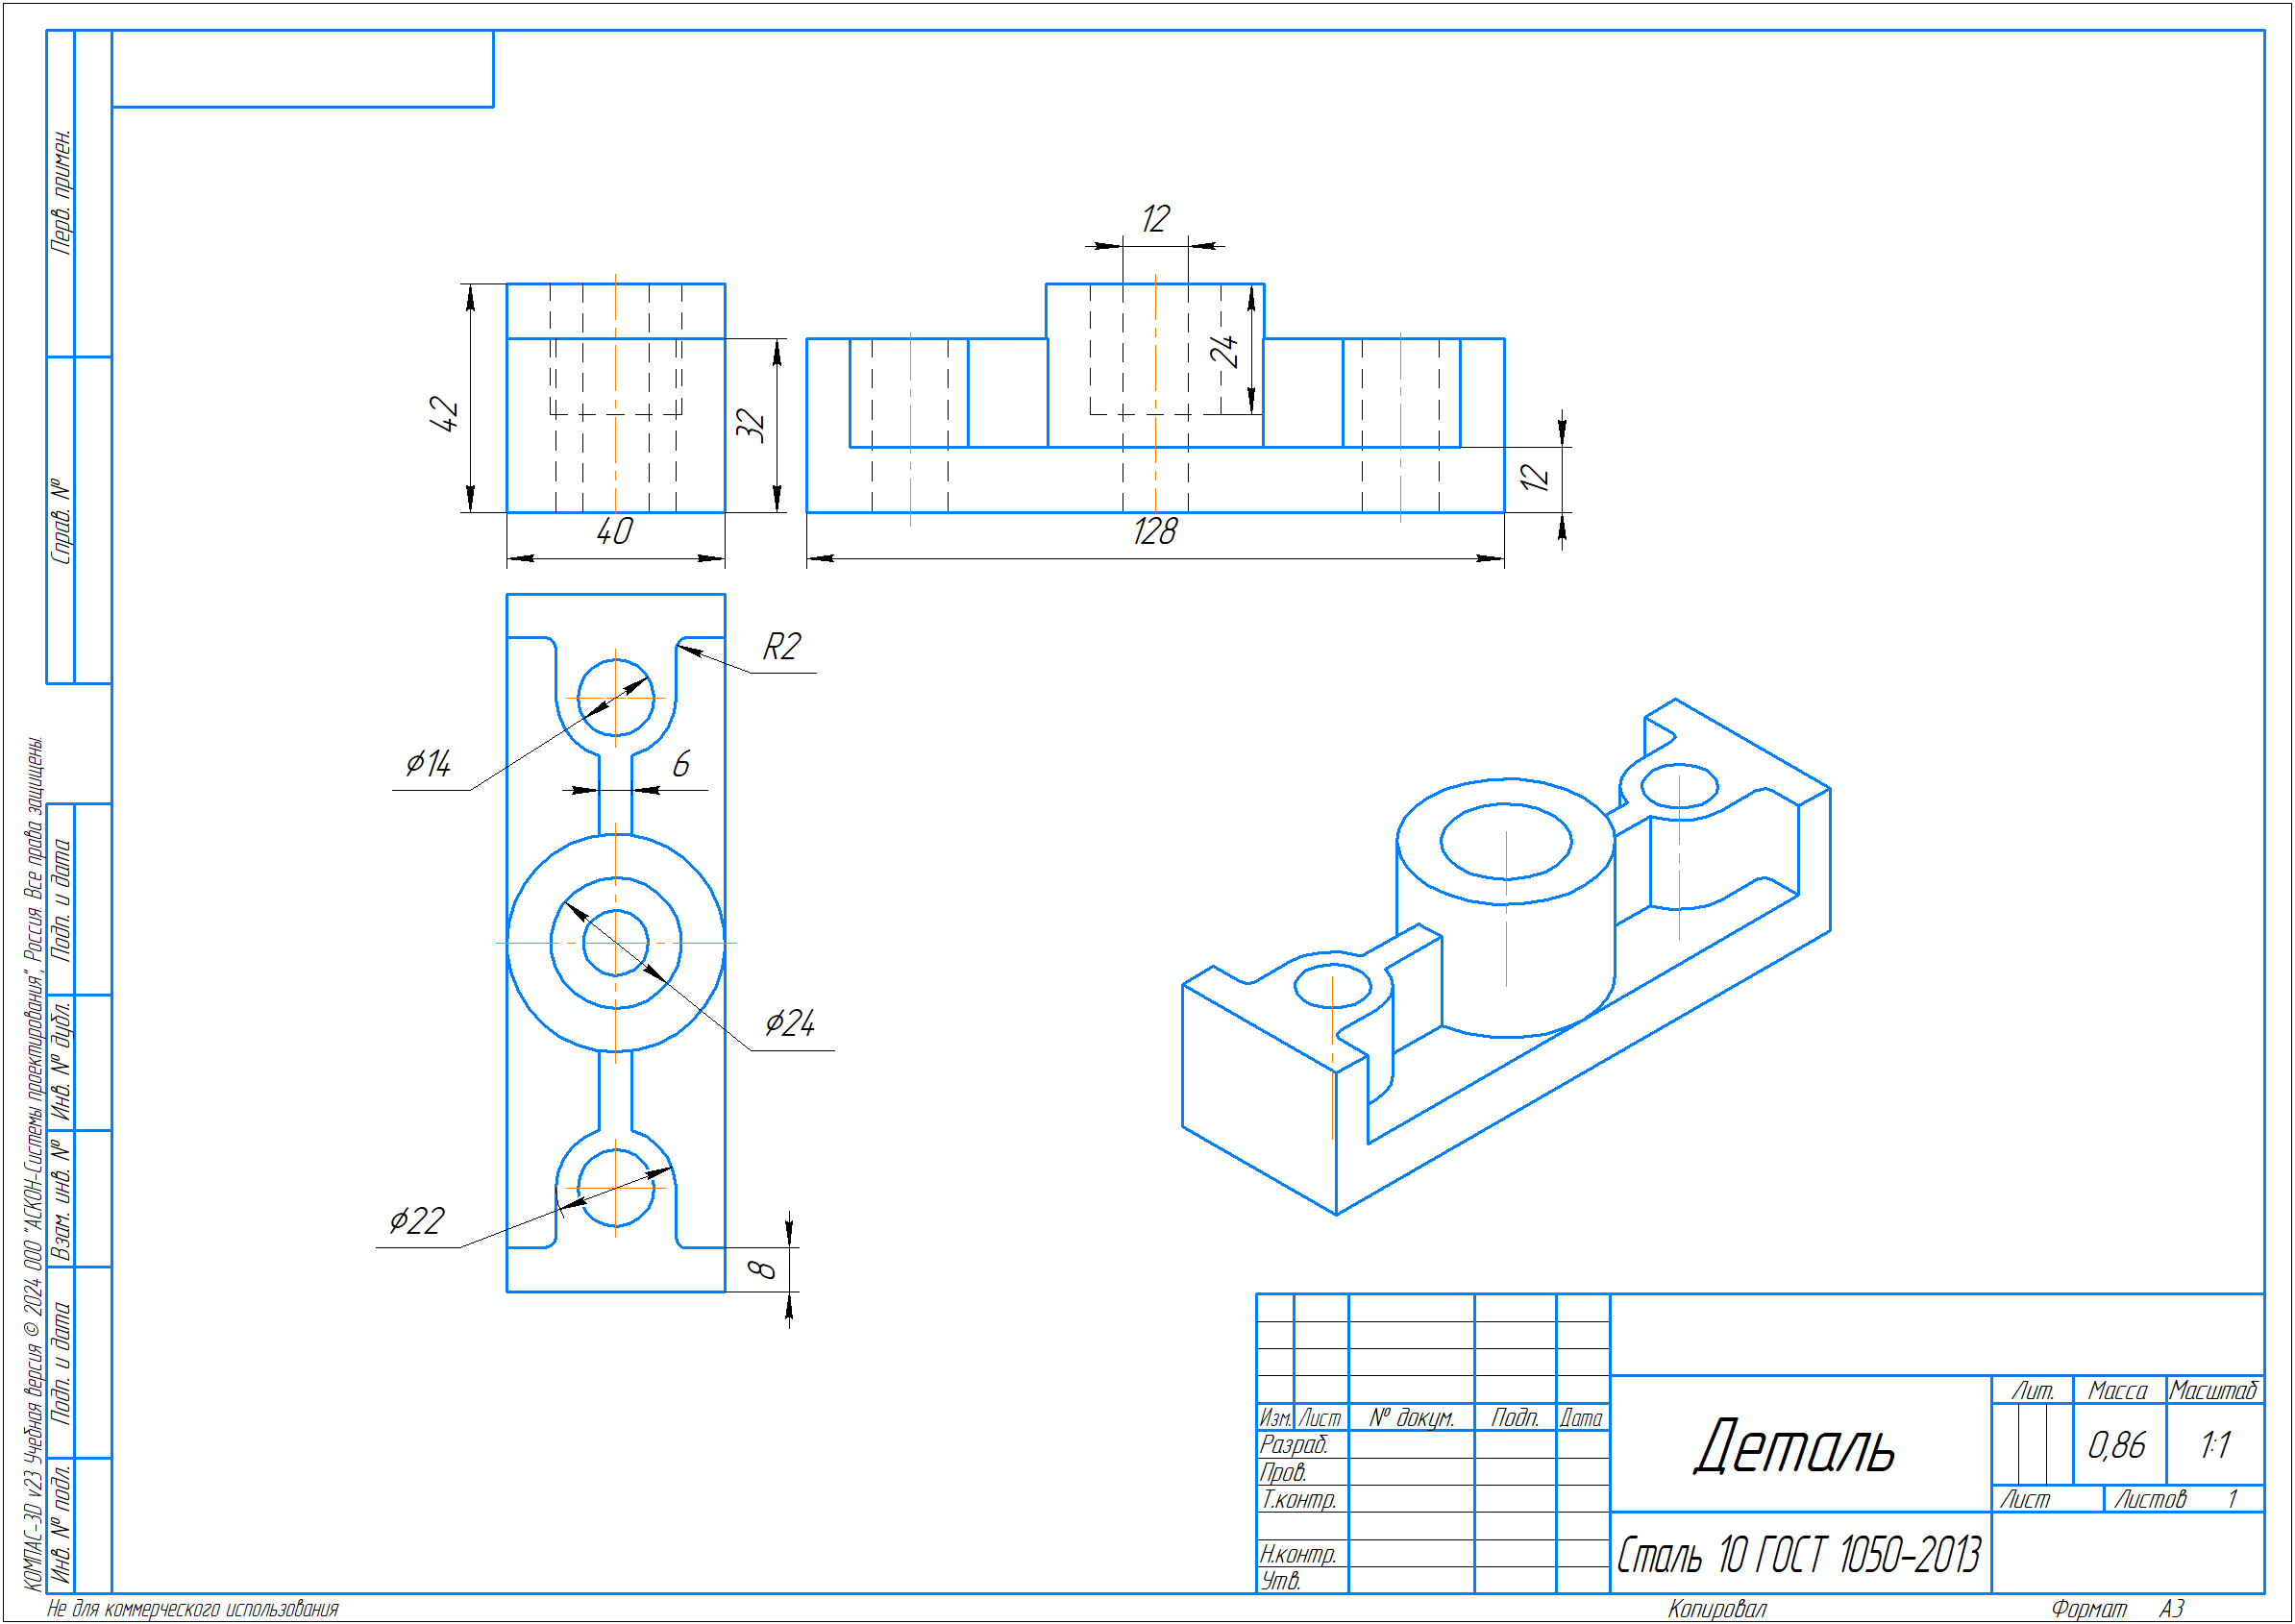 Перв. примен.
Справ. №
Подп. и дата
Инв. № дубл.
Взам. инв. №
Подп. и дата
Инв. № подл.
КОМПАС-3D v23 Учебная версия © 2024 ООО "АСКОН-Системы проектирования", Россия. Все права защищены.
12
42
32
24
12
40
128
R2
⌀14
6
⌀24
⌀22
8
Изм. Лист № докум. Подп. Дата
Разраб.
Пров.
Т.контр.
Н.контр.
Утв.
Деталь
Сталь 10 ГОСТ 1050-2013
Лит. Масса Масштаб
0,86 1:1
Лист Листов 1
Не для коммерческого использования
Копировал
Формат А3